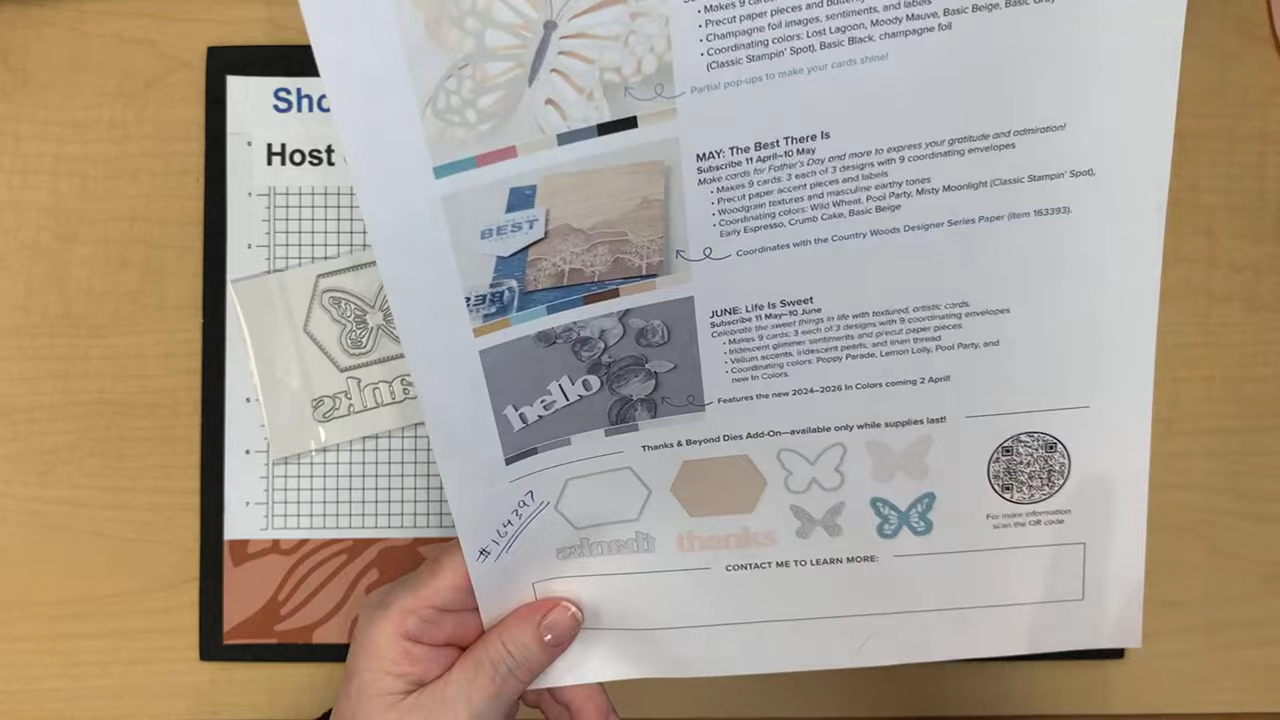 • Makes 9 cards
• Precut paper pieces and
• Champagne foil images, sentiments, and labels
• Coordinating colors: Lost Lagoon, Moody Mauve, Basic Beige, Basic Gray
(Classic Stampin' Spot), Basic Black, champagne foil
Partial pop-ups to make your cards shine!
Sho
Host
MAY: The Best There Is
Subscribe 11 April–10 May
Make cards for Father's Day and more to express your gratitude and admiration!
• Makes 9 cards: 3 each of 3 designs with 9 coordinating envelopes
• Precut paper accent pieces and labels
• Woodgrain textures and masculine earthy tones
• Coordinating colors: Wild Wheat, Pool Party, Misty Moonlight (Classic Stampin' Spot),
Early Espresso, Crumb Cake, Basic Beige
Coordinates with the Country Woods Designer Series Paper (item 163393).
BEST
BEST
JUNE: Life Is Sweet
Subscribe 11 May–10 June
Celebrate the sweet things in life with textured, artistic cards.
• Makes 9 cards: 3 each of 3 designs with 9 coordinating envelopes
• Iridescent glimmer sentiments and precut paper pieces
• Vellum accents, iridescent pearls, and linen thread
• Coordinating colors: Poppy Parade, Lemon Lolly, Pool Party, and
new In Colors.
Features the new 2024–2026 In Colors coming 2 April!
hello
Thanks & Beyond Dies Add-On—available only while supplies last!
#164397
thanks
thanks
thanks
For more information
scan the QR code
CONTACT ME TO LEARN MORE:
1
2
5
6
7